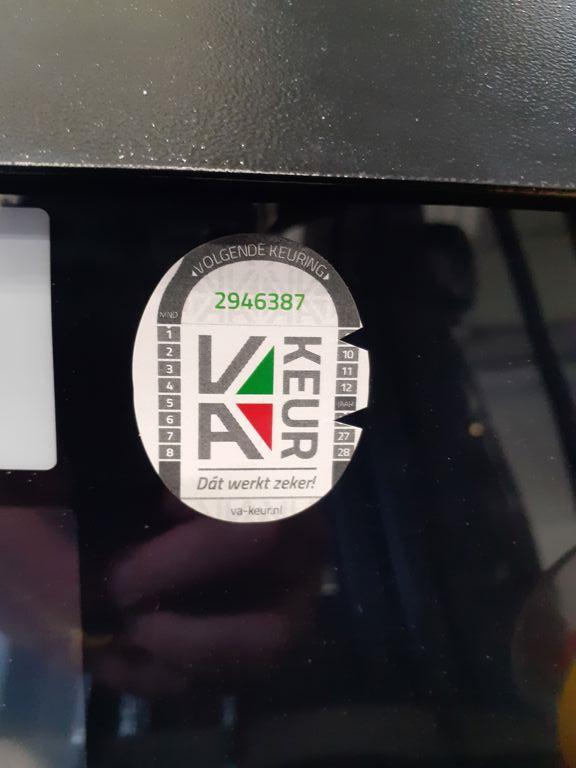 VOLGENDE KEURING
2946387
MND
1
2
3
4
5
6
7
8
10
11
12
JAAR
27
28
VA
KEUR
Dát werkt zeker!
va-keur.nl